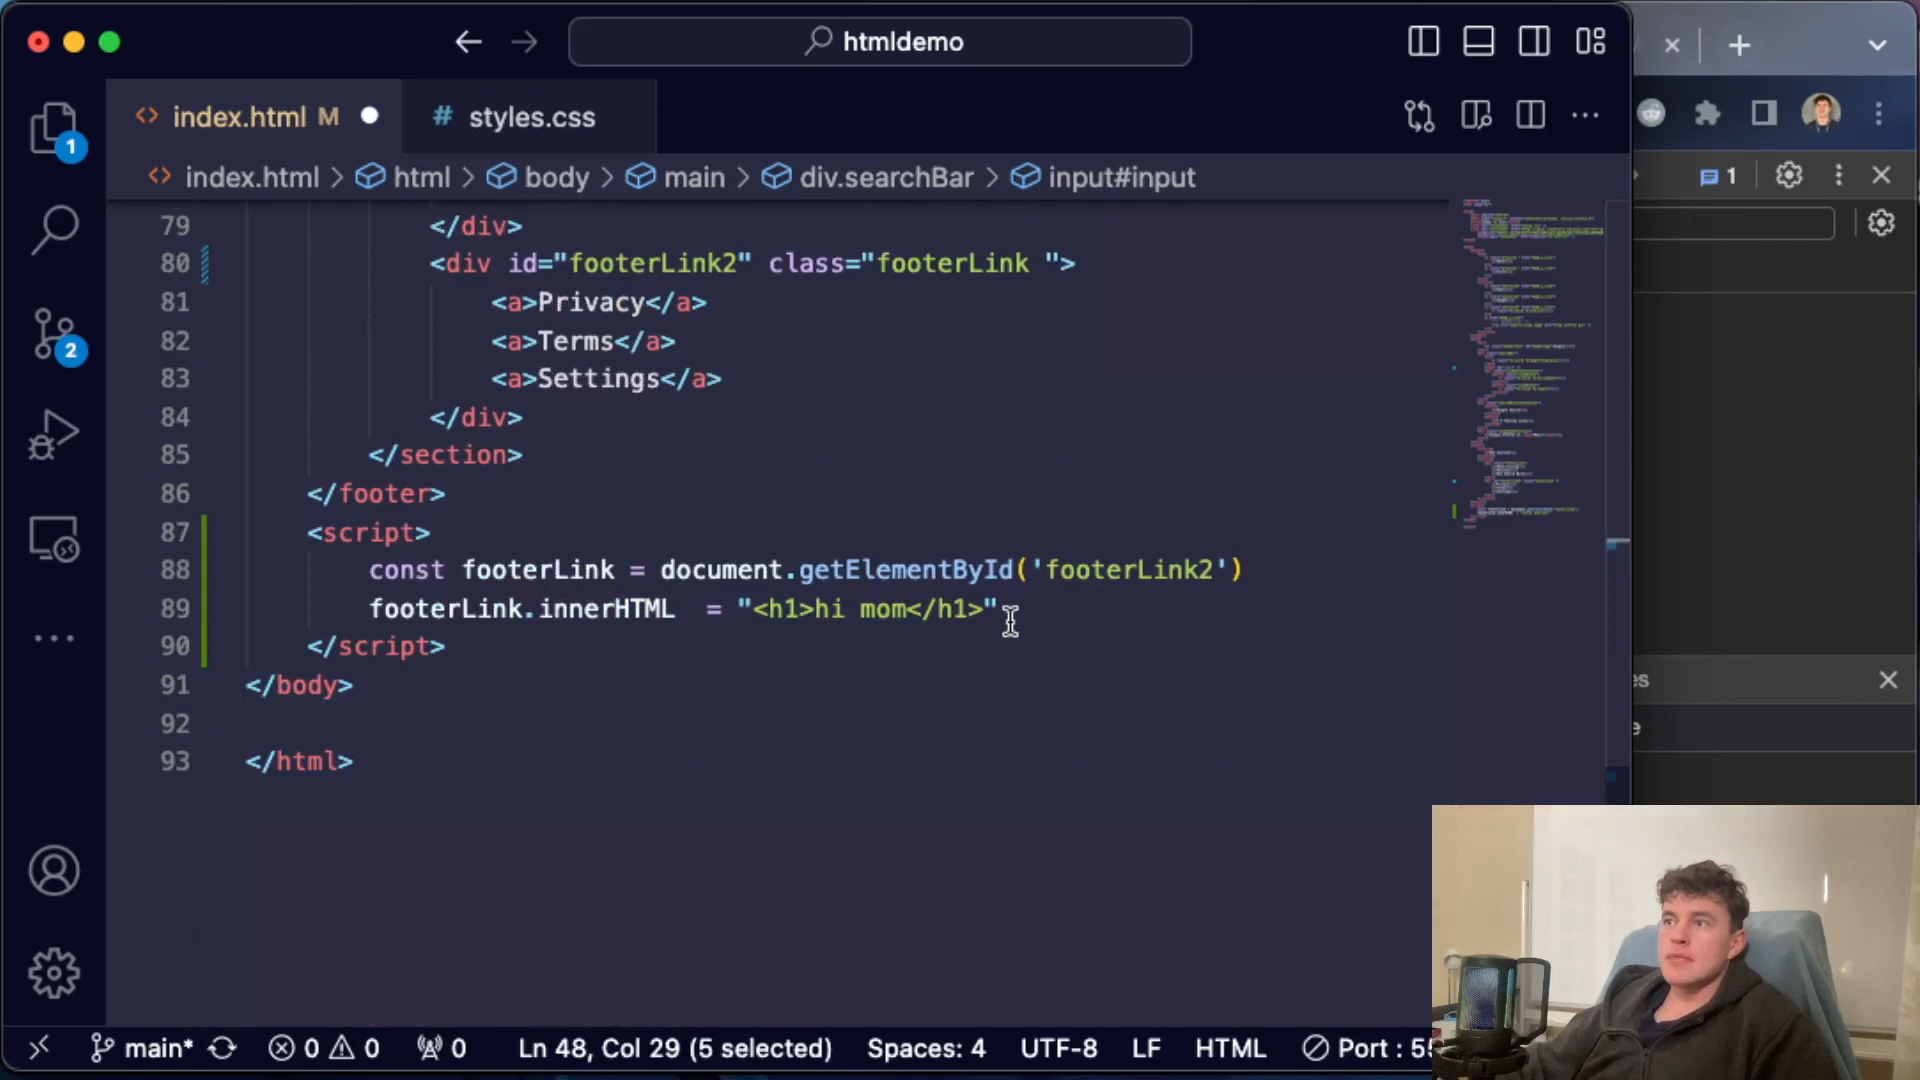 htmldemo
index.html M
# styles.css
index.html > html > body > main > div.searchBar > input#input
1
79 </div>
80 <div id="footerLink2" class="footerLink ">
81 <a>Privacy</a>
82 <a>Terms</a>
83 <a>Settings</a>
84 </div>
85 </section>
86 </footer>
87 <script>
88 const footerLink = document.getElementById('footerLink2')
89 footerLink.innerHTML  = "<h1>hi mom</h1>"
90 </script>
91 </body>
92
93 </html>
1
2
es
e
main* 0 0 0 Ln 48, Col 29 (5 selected) Spaces: 4 UTF-8 LF HTML Port : 5